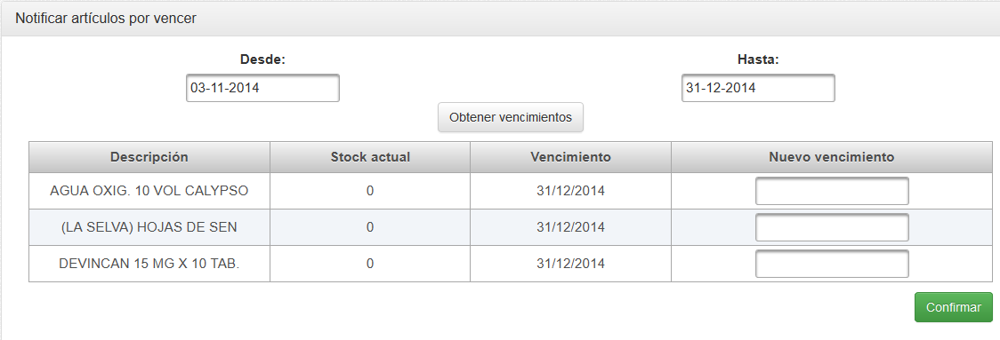 Notificar artículos por vencer
Desde: Hasta:
03-11-2014 31-12-2014
Obtener vencimientos
Descripción Stock actual Vencimiento Nuevo vencimiento
AGUA OXIG. 10 VOL CALYPSO 0 31/12/2014
(LA SELVA) HOJAS DE SEN 0 31/12/2014
DEVINCAN 15 MG X 10 TAB. 0 31/12/2014
Confirmar